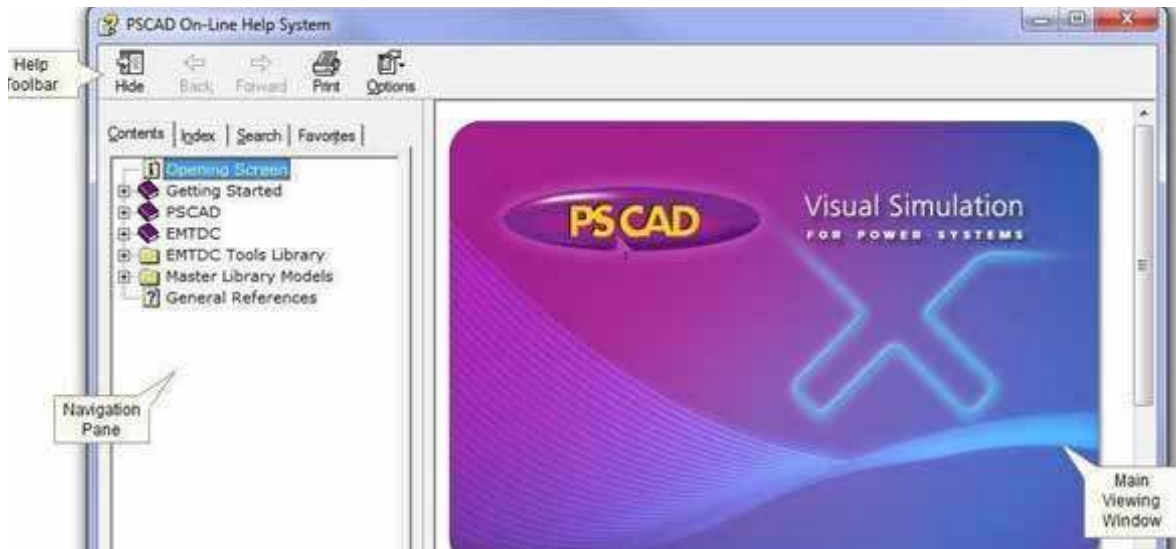 PSCAD On-Line Help System
Help
Toolbar
Hide
Back
Forward
Print
Options
Contents
Index
Search
Favorites
Opening Screen
Getting Started
PSCAD
EMTDC
EMTDC Tools Library
Master Library Models
General References
Navigation
Pane
PSCAD
Visual Simulation
FOR POWER SYSTEMS
Main
Viewing
Window